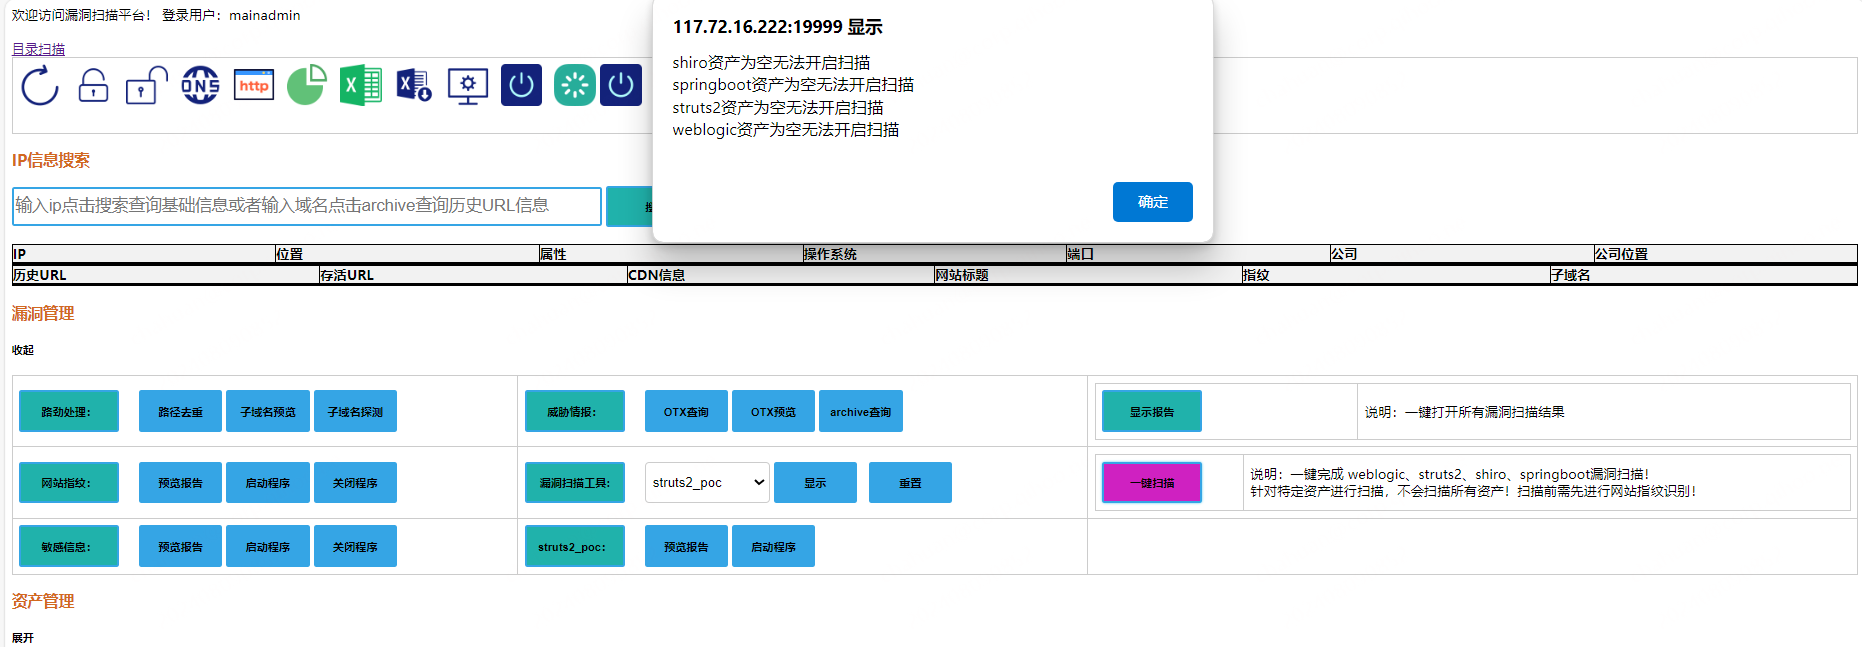 欢迎访问漏洞扫描平台! 登录用户：mainadmin
目录扫描
DNS
http
117.72.16.222:19999 显示
shiro资产为空无法开启扫描
springboot资产为空无法开启扫描
struts2资产为空无法开启扫描
weblogic资产为空无法开启扫描
确定
IP信息搜索
输入ip点击搜索查询基础信息或者输入域名点击archive查询历史URL信息
IP 位置 属性 操作系统 端口 公司 公司位置
历史URL 存活URL CDN信息 网站标题 指纹 子域名
漏洞管理
收起
路劲处理： 路径去重 子域名预览 子域名探测 威胁情报： OTX查询 OTX预览 archive查询 显示报告 说明：一键打开所有漏洞扫描结果
网站指纹： 预览报告 启动程序 关闭程序 漏洞扫描工具： struts2_poc 显示 重置 一键扫描 说明：一键完成 weblogic、struts2、shiro、springboot漏洞扫描!
针对特定资产进行扫描，不会扫描所有资产！扫描前需先进行网站指纹识别!
敏感信息： 预览报告 启动程序 关闭程序 struts2_poc： 预览报告 启动程序
资产管理
展开